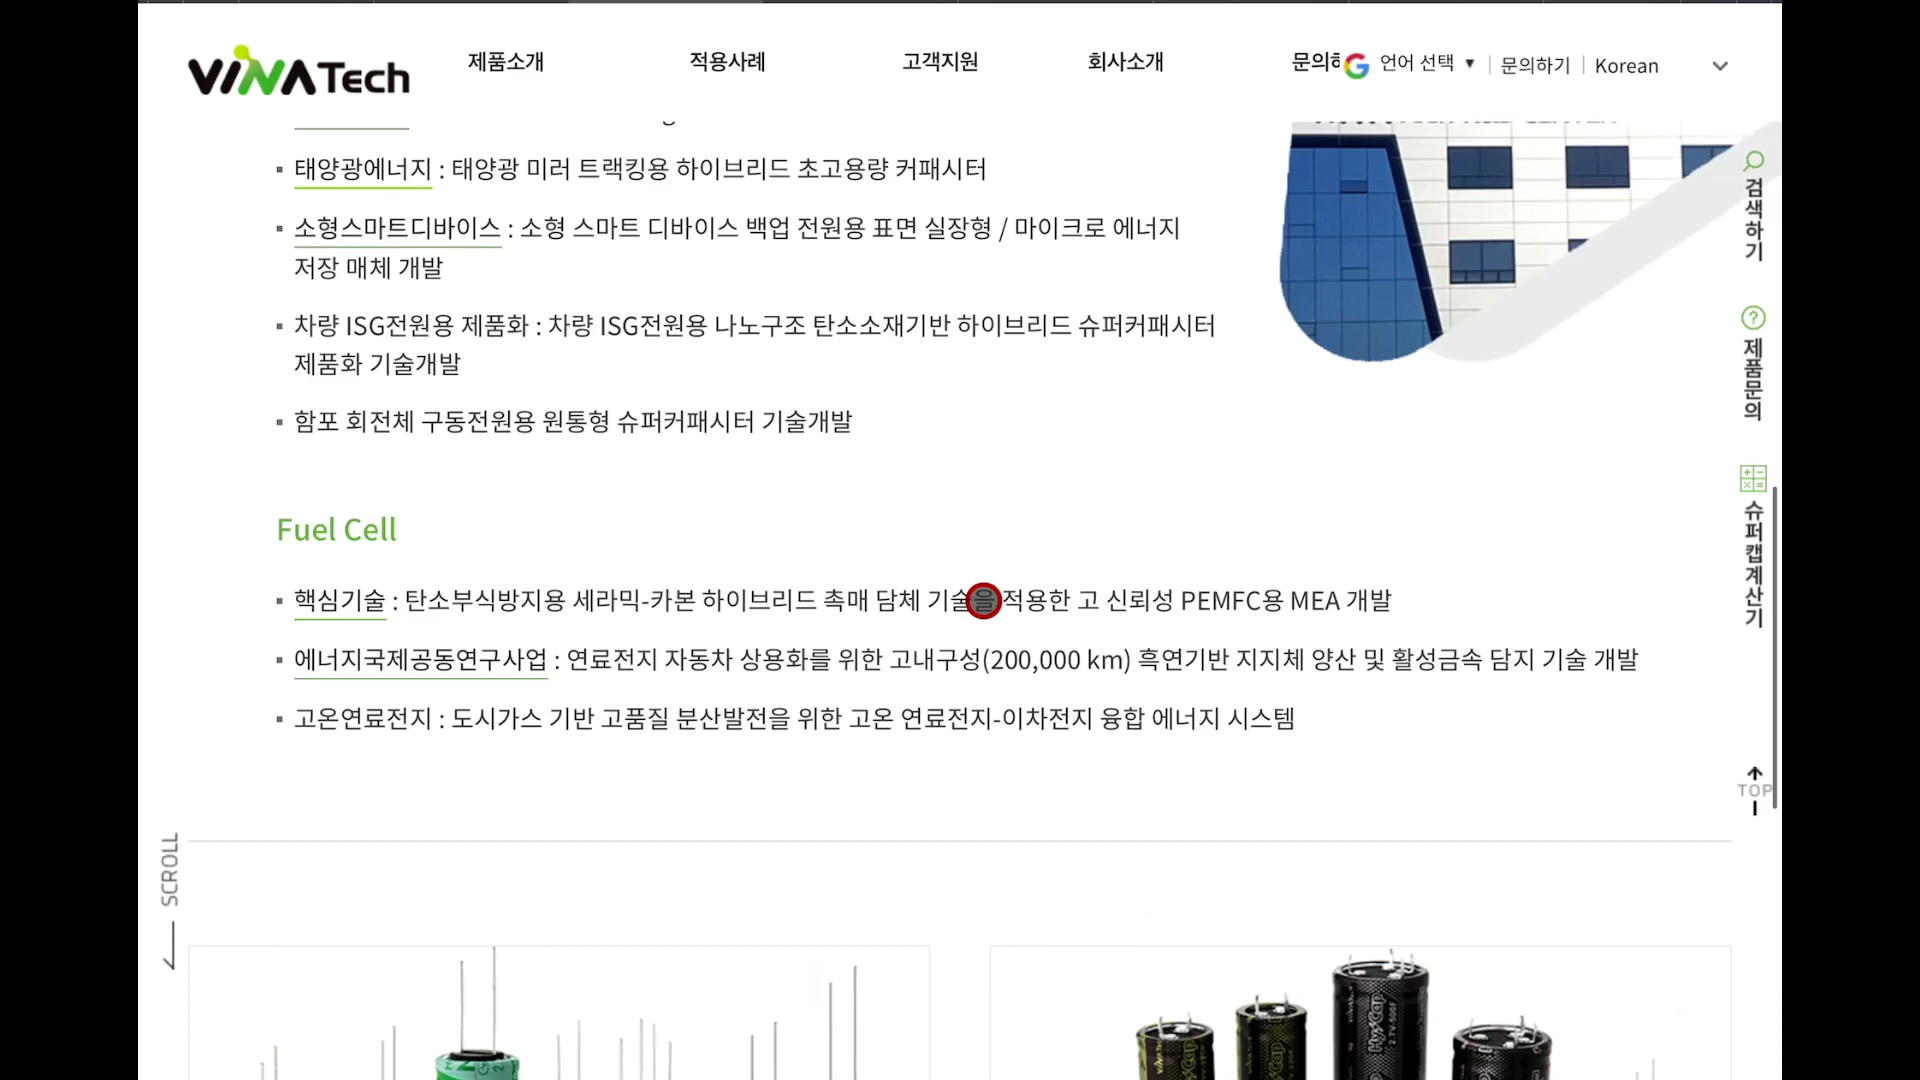 VINA Tech
제품소개
적용사례
고객지원
회사소개
언어 선택 ▼
문의하기
Korean
태양광에너지 : 태양광 미러 트랙킹용 하이브리드 초고용량 커패시터
소형스마트디바이스 : 소형 스마트 디바이스 백업 전원용 표면 실장형 / 마이크로 에너지
저장 매체 개발
차량 ISG전원용 제품화 : 차량 ISG전원용 나노구조 탄소소재기반 하이브리드 슈퍼커패시터
제품화 기술개발
함포 회전체 구동전원용 원통형 슈퍼커패시터 기술개발
Fuel Cell
핵심기술 : 탄소부식방지용 세라믹-카본 하이브리드 촉매 담체 기술을 적용한 고 신뢰성 PEMFC용 MEA 개발
에너지국제공동연구사업 : 연료전지 자동차 상용화를 위한 고내구성(200,000 km) 흑연기반 지지체 양산 및 활성금속 담지 기술 개발
고온연료전지 : 도시가스 기반 고품질 분산발전을 위한 고온 연료전지-이차전지 융합 에너지 시스템
검색하기
제품문의
슈퍼캡계산기
TOP
SCROLL
Hy-Cap
2.7V-500F